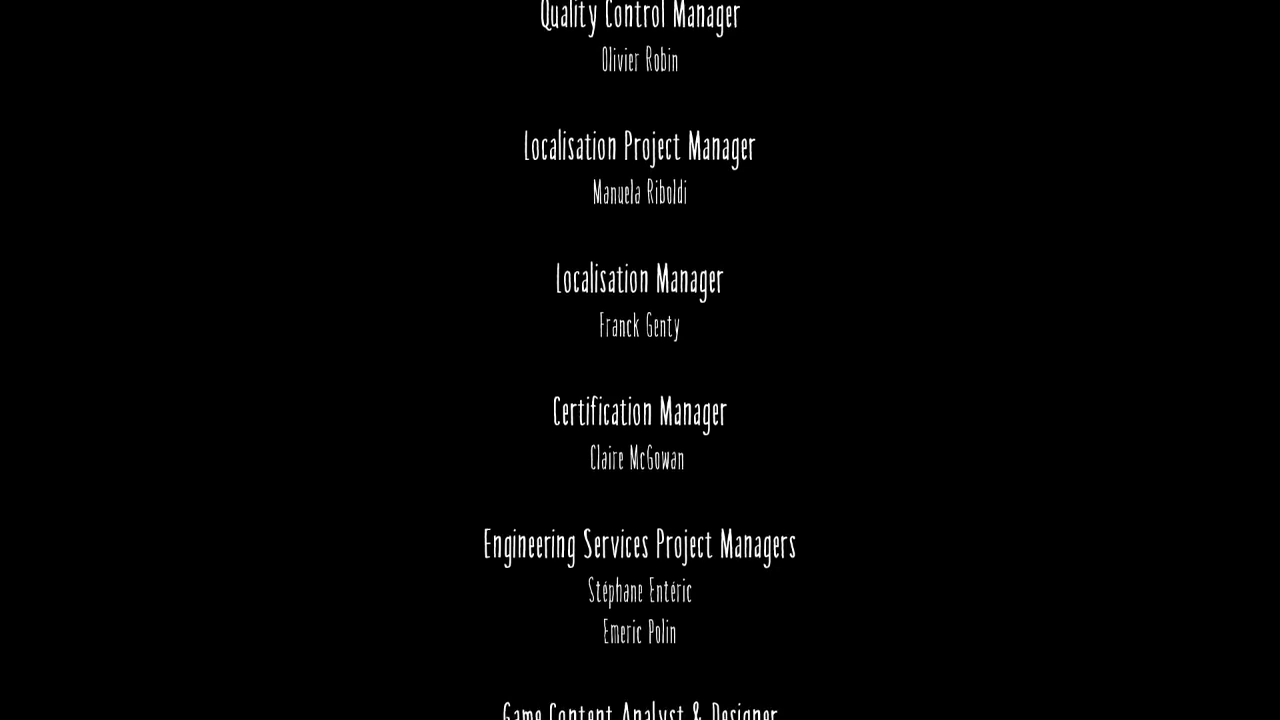 Quality Control Manager
Olivier Robin
Localisation Project Manager
Manuela Riboldi
Localisation Manager
Franck Genty
Certification Manager
Claire McGowan
Engineering Services Project Managers
Stéphane Entéric
Emeric Polin
Game Content Analyst & Designer